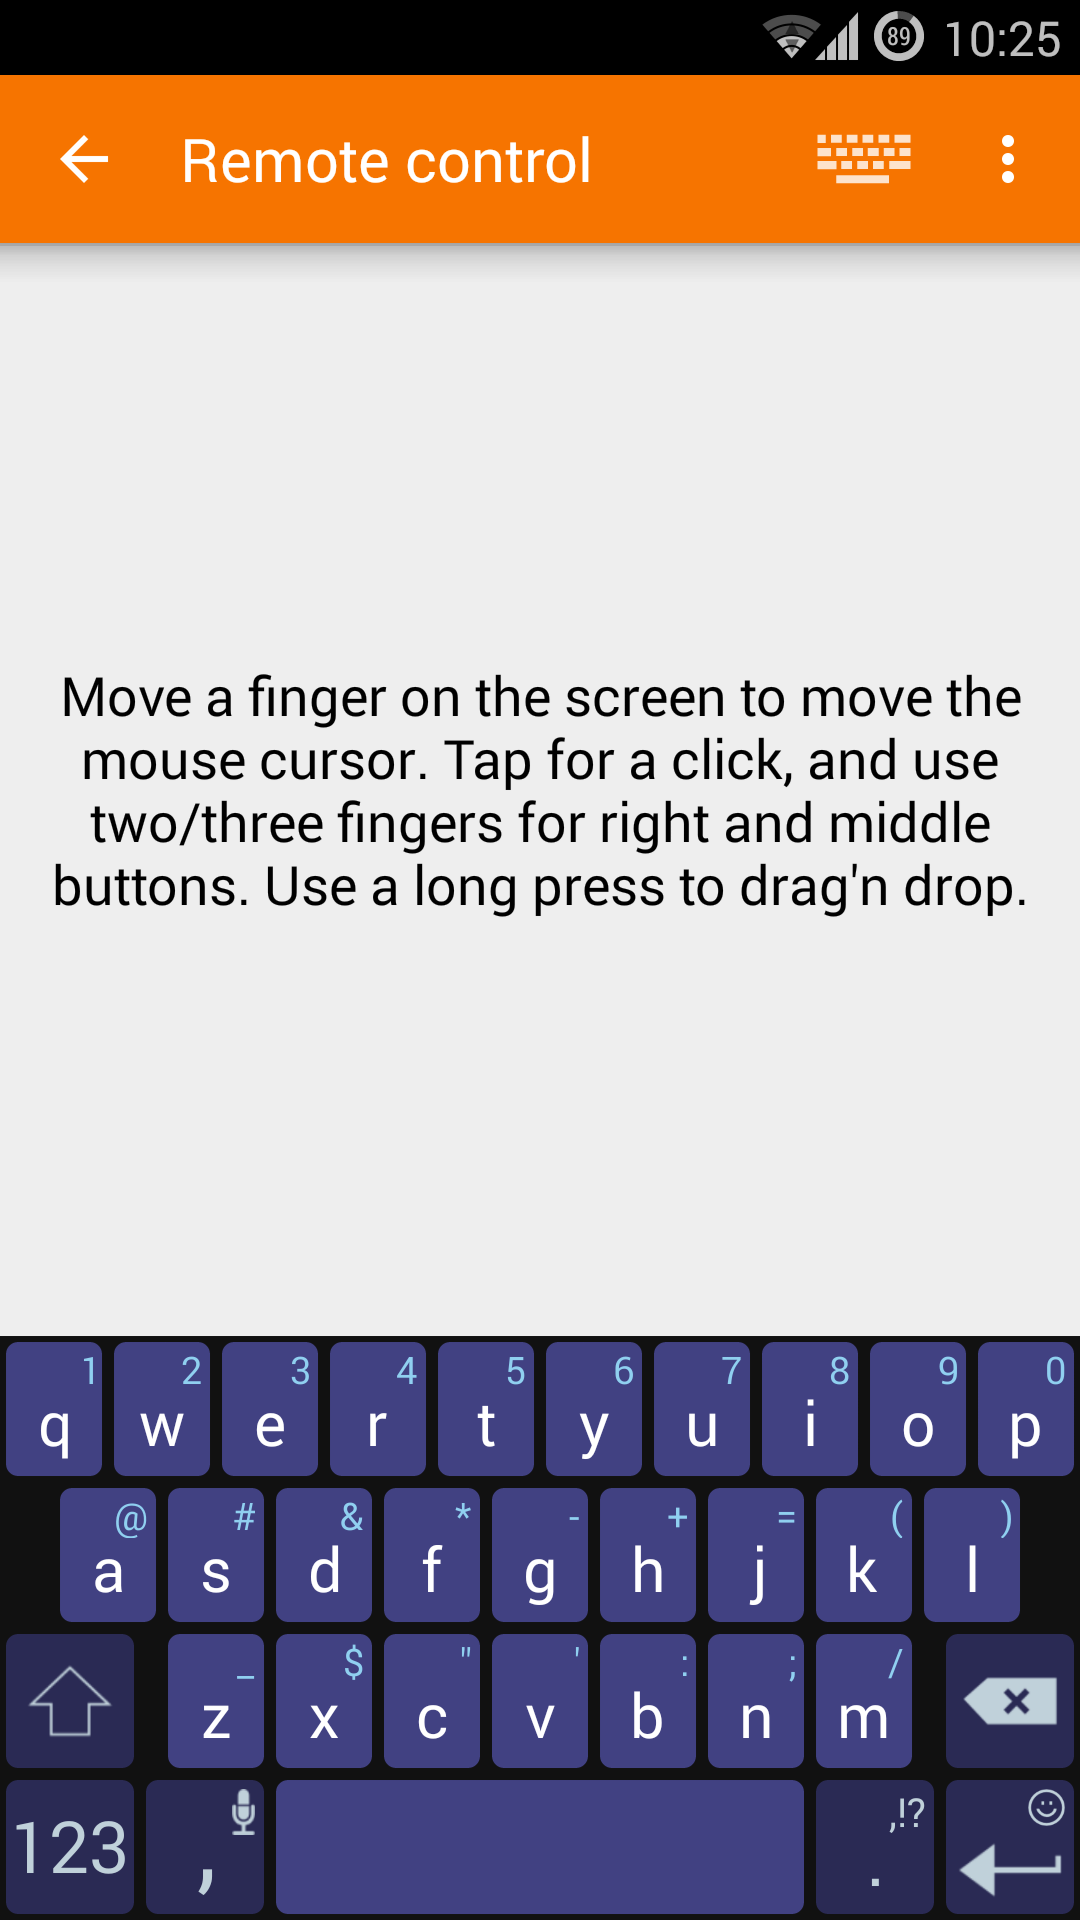 89 10:25
Remote control
Move a finger on the screen to move the
mouse cursor. Tap for a click, and use
two/three fingers for right and middle
buttons. Use a long press to drag'n drop.
1 2 3 4 5 6 7 8 9 0
q w e r t y u i o p
@ # & * - + = ( )
a s d f g h j k l
_ $ " ' : ; /
z x c v b n m
,!?
123 , .